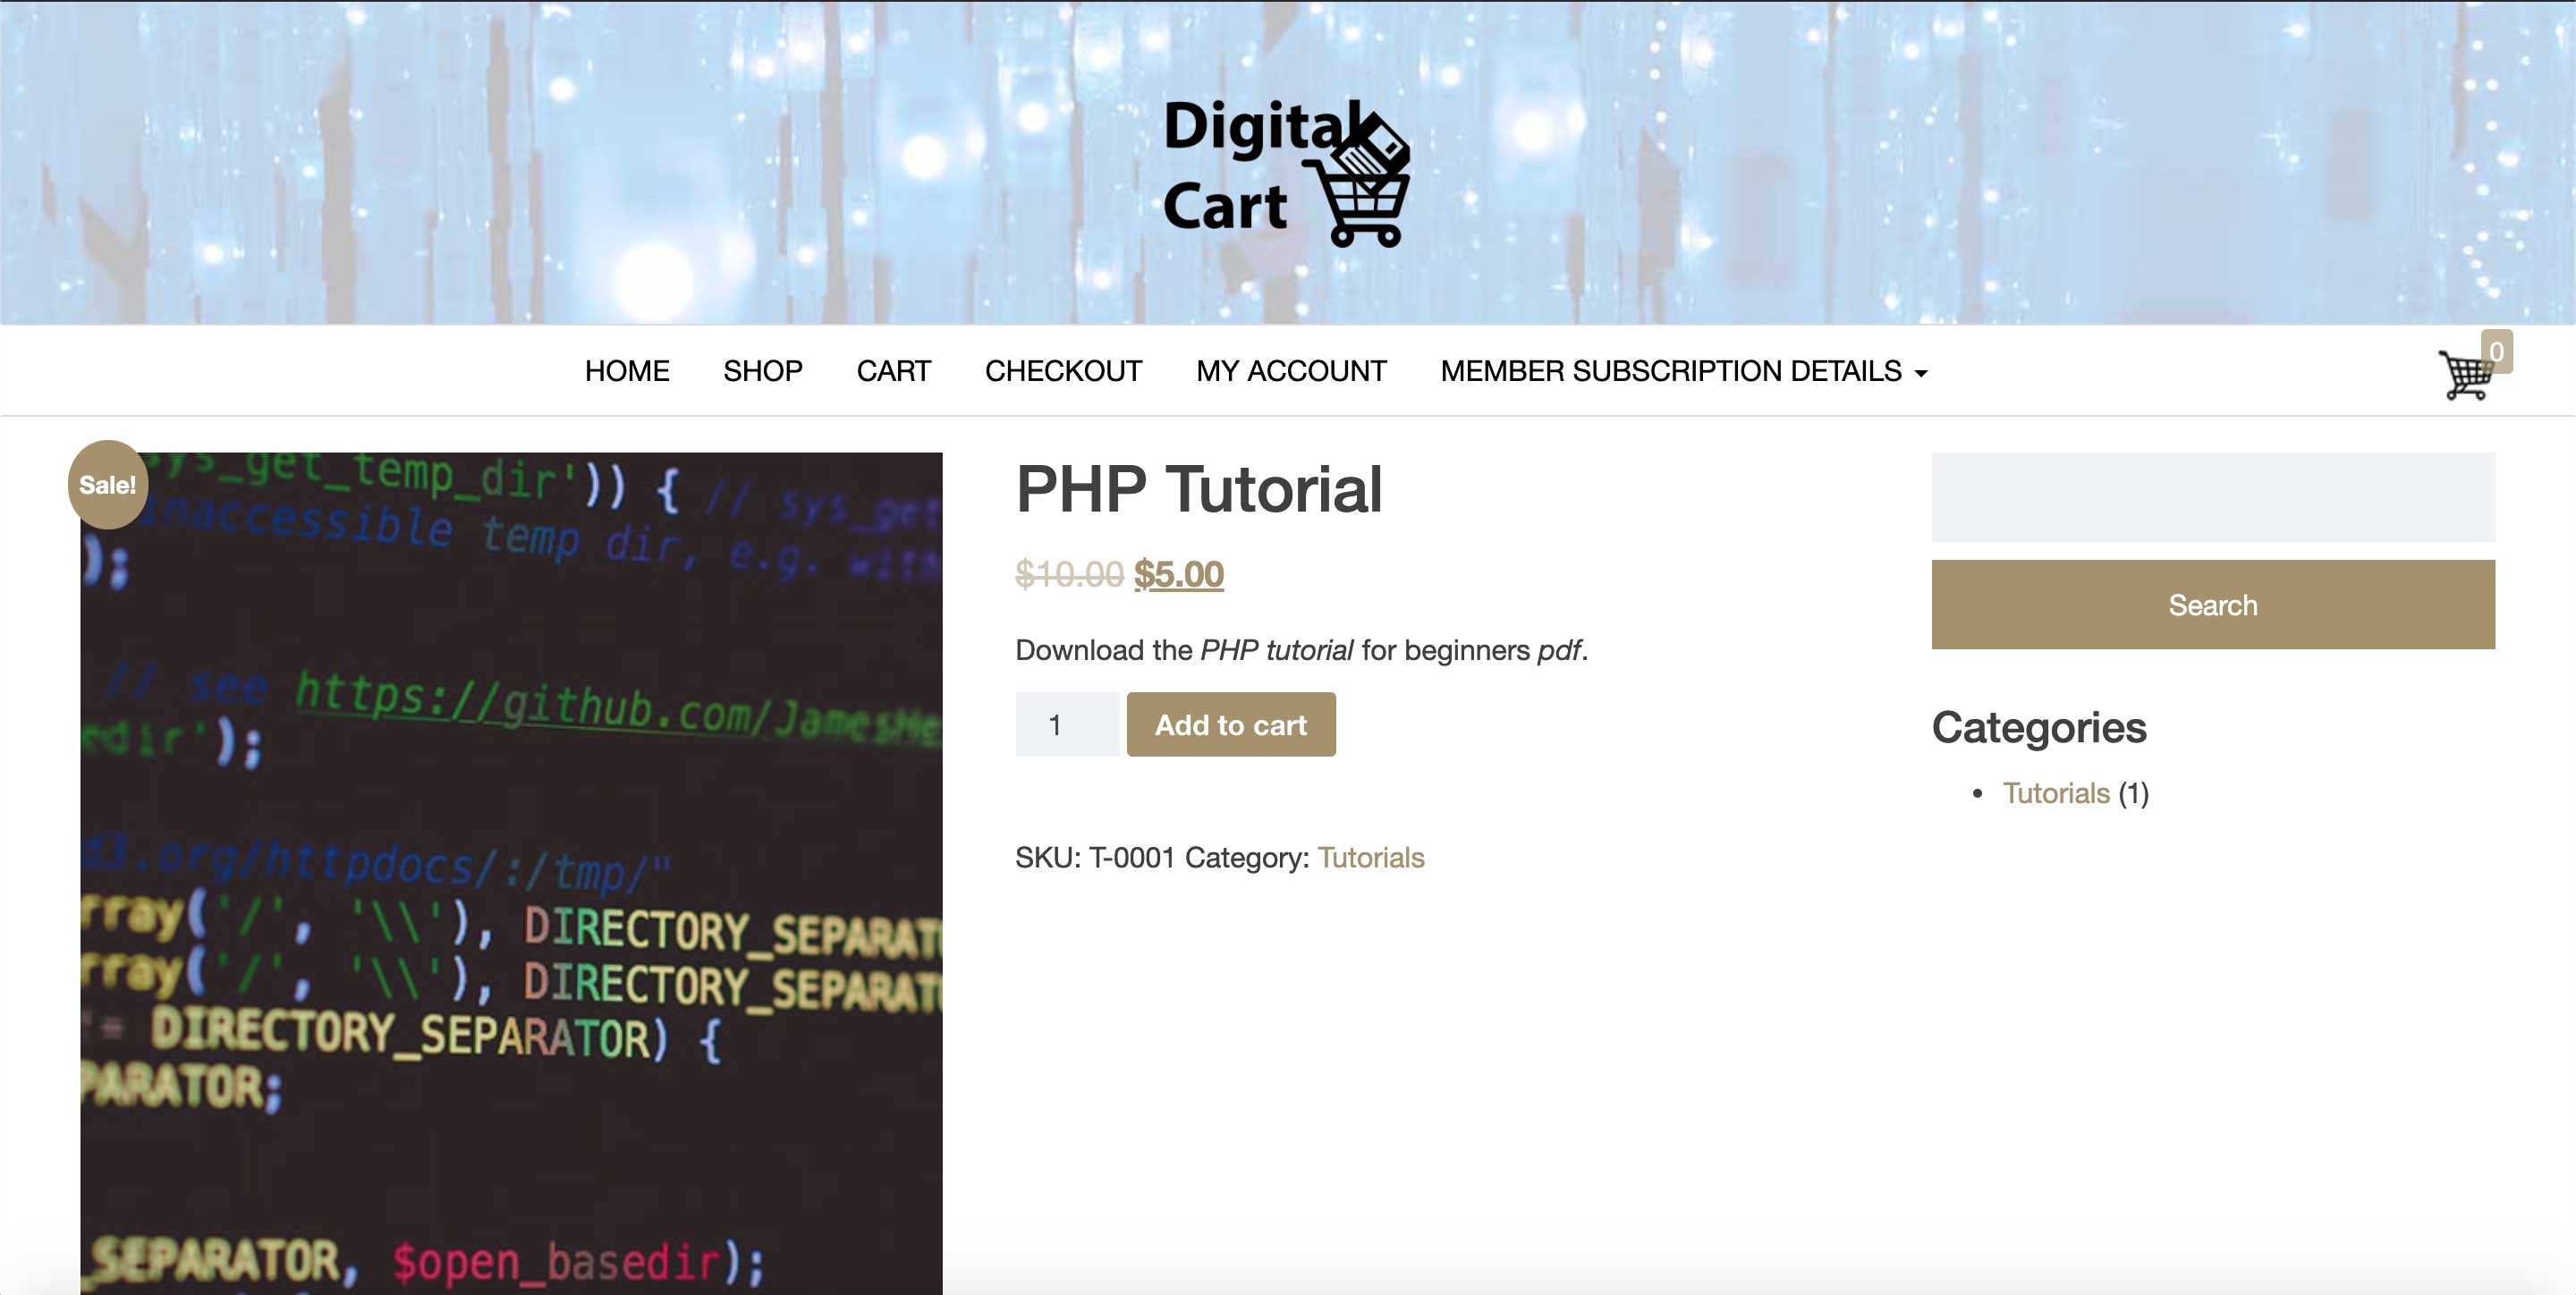 Digital
Cart
HOME SHOP CART CHECKOUT MY ACCOUNT MEMBER SUBSCRIPTION DETAILS
0
Sale!
PHP Tutorial
$10.00 $5.00
Download the PHP tutorial for beginners pdf.
1 Add to cart
SKU: T-0001 Category: Tutorials
Search
Categories
Tutorials (1)
sys_get_temp_dir')) { // sys_get
inaccessible temp dir, e.g. with
);
// see https://github.com/JamesHe
edir');
.org/httpdocs/:/tmp/"
rray('/', '\\'), DIRECTORY_SEPARAT
rray('/', '\\'), DIRECTORY_SEPARAT
= DIRECTORY_SEPARATOR) {
PARATOR;
_SEPARATOR, $open_basedir);